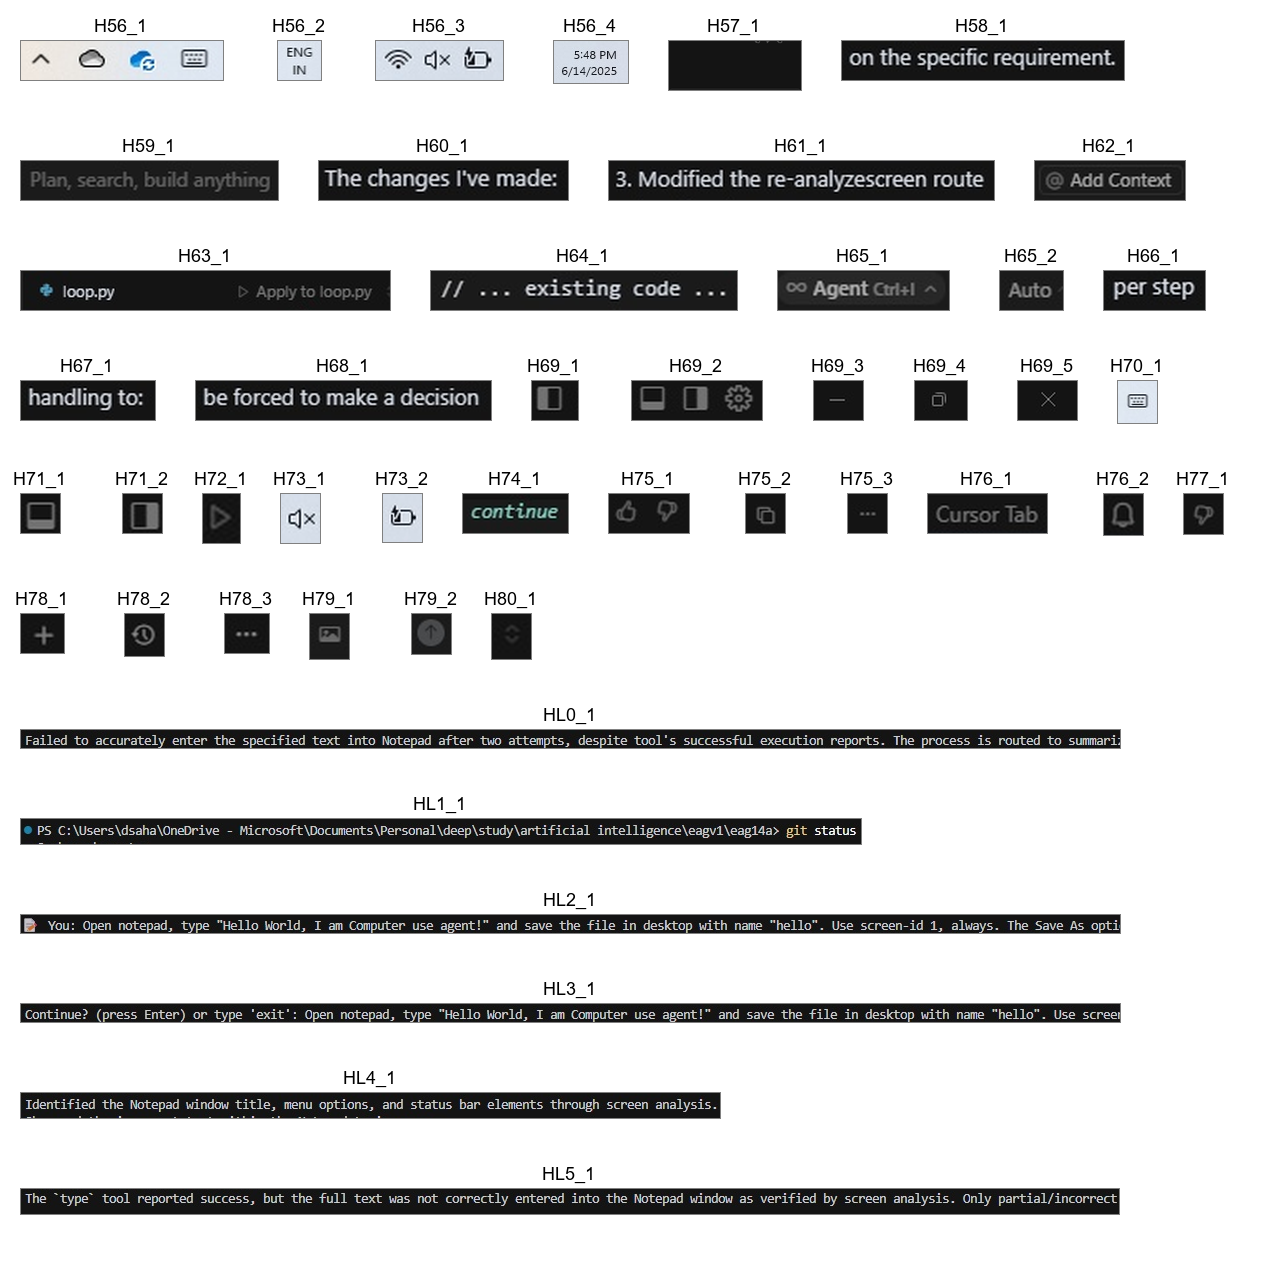 H56_1 H56_2 H56_3 H56_4 H57_1 H58_1
ENG
IN
5:48 PM
6/14/2025
on the specific requirement.
H59_1 H60_1 H61_1 H62_1
Plan, search, build anything The changes I've made: 3. Modified the re-analyzescreen route @ Add Context
H63_1 H64_1 H65_1 H65_2 H66_1
loop.py Apply to loop.py // ... existing code ... Agent Ctrl+I Auto per step
H67_1 H68_1 H69_1 H69_2 H69_3 H69_4 H69_5 H70_1
handling to: be forced to make a decision
H71_1 H71_2 H72_1 H73_1 H73_2 H74_1 H75_1 H75_2 H75_3 H76_1 H76_2 H77_1
continue ... Cursor Tab
H78_1 H78_2 H78_3 H79_1 H79_2 H80_1
HL0_1
Failed to accurately enter the specified text into Notepad after two attempts, despite tool's successful execution reports. The process is routed to summari
HL1_1
PS C:\Users\dsaha\OneDrive - Microsoft\Documents\Personal\deep\study\artificial intelligence\eagv1\eag14a> git status
HL2_1
You: Open notepad, type "Hello World, I am Computer use agent!" and save the file in desktop with name "hello". Use screen-id 1, always. The Save As opti
HL3_1
Continue? (press Enter) or type 'exit': Open notepad, type "Hello World, I am Computer use agent!" and save the file in desktop with name "hello". Use screen
HL4_1
Identified the Notepad window title, menu options, and status bar elements through screen analysis.
HL5_1
The `type` tool reported success, but the full text was not correctly entered into the Notepad window as verified by screen analysis. Only partial/incorrect